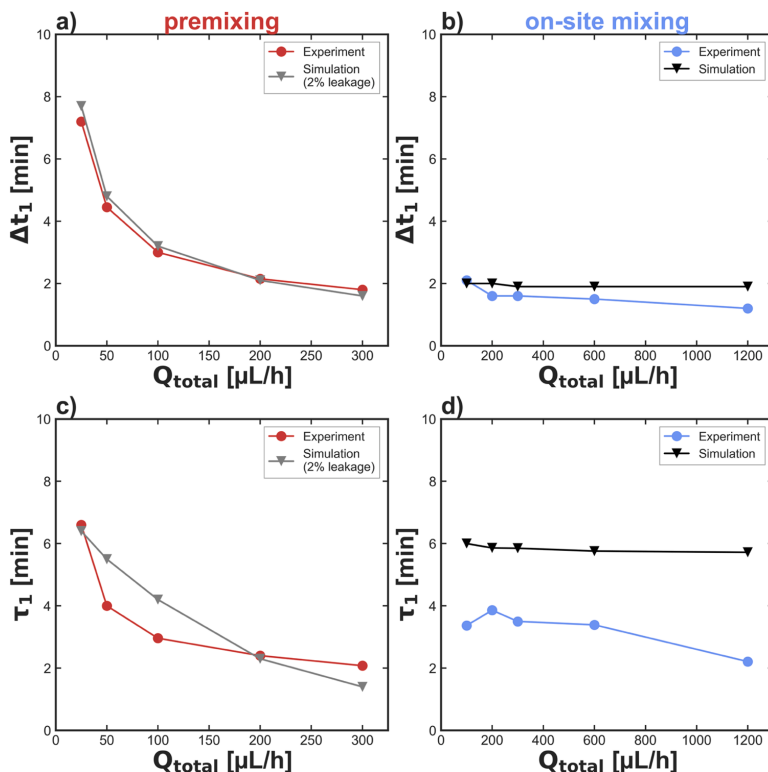 a) premixing
10
8
6
4
2
0
Δt₁ [min]
Experiment
Simulation
(2% leakage)
0 50 100 150 200 250 300
Q_total [µL/h]
b) on-site mixing
10
8
6
4
2
0
Δt₁ [min]
Experiment
Simulation
0 200 400 600 800 1000 1200
Q_total [µL/h]
c)
10
8
6
4
2
0
τ₁ [min]
Experiment
Simulation
(2% leakage)
0 50 100 150 200 250 300
Q_total [µL/h]
d)
10
8
6
4
2
0
τ₁ [min]
Experiment
Simulation
0 200 400 600 800 1000 1200
Q_total [µL/h]